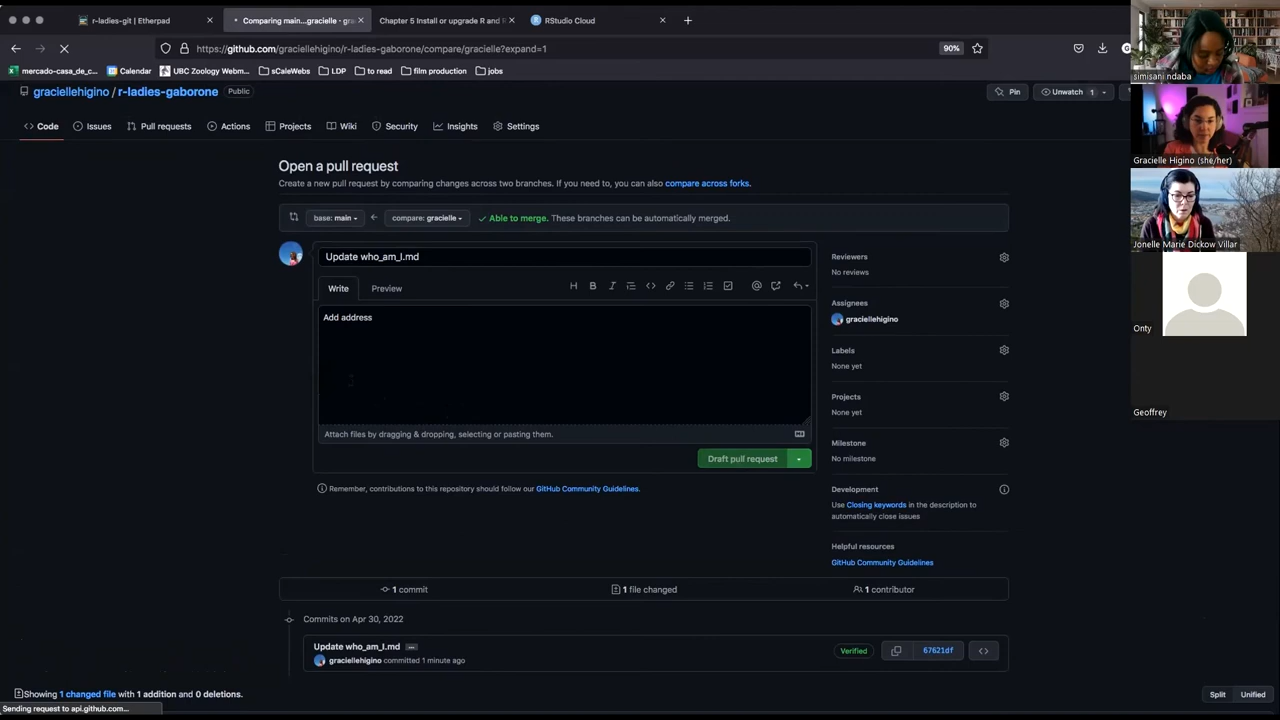 r-ladies-git | Etherpad
Comparing main...gracielle · gra
Chapter 5 Install or upgrade R and R
RStudio Cloud
https://github.com/graciellehigino/r-ladies-gaborone/compare/gracielle?expand=1
90%
mercado-casa_de_c...
Calendar
UBC Zoology Webm...
sCaleWebs
LDP
to read
film production
jobs
simisani ndaba
graciellehigino / r-ladies-gaborone
Public
Pin
Unwatch 1
Code
Issues
Pull requests
Actions
Projects
Wiki
Security
Insights
Settings
Gracielle Higino (she/her)
Open a pull request
Create a new pull request by comparing changes across two branches. If you need to, you can also compare across forks.
base: main
compare: gracielle
Able to merge. These branches can be automatically merged.
Jonelle Marie Dickow Villar
Update who_am_I.md
Write
Preview
Add address
Attach files by dragging & dropping, selecting or pasting them.
Draft pull request
Remember, contributions to this repository should follow our GitHub Community Guidelines.
Reviewers
No reviews
Assignees
graciellehigino
Labels
None yet
Projects
None yet
Milestone
No milestone
Development
Use Closing keywords in the description to
automatically close issues
Helpful resources
GitHub Community Guidelines
Onty
Geoffrey
1 commit
1 file changed
1 contributor
Commits on Apr 30, 2022
Update who_am_I.md
graciellehigino committed 1 minute ago
Verified
67621df
Showing 1 changed file with 1 addition and 0 deletions.
Split
Unified
Sending request to api.github.com...